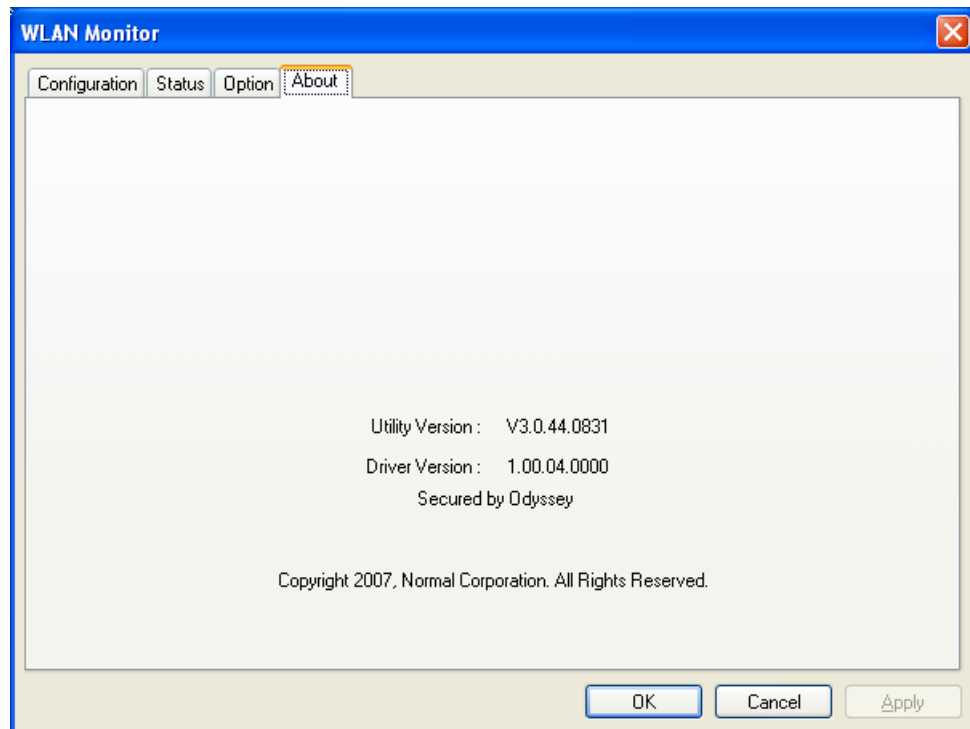 WLAN Monitor
Configuration Status Option About
Utility Version : V3.0.44.0831
Driver Version : 1.00.04.0000
Secured by Odyssey
Copyright 2007, Normal Corporation. All Rights Reserved.
OK Cancel Apply